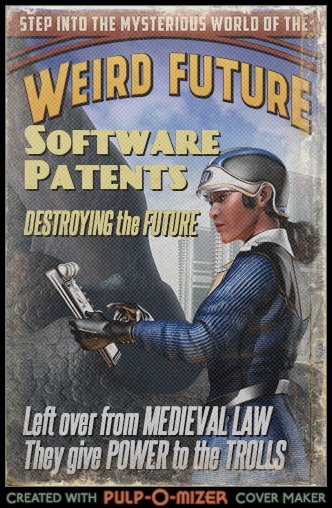 STEP INTO THE MYSTERIOUS WORLD OF THE
WEIRD FUTURE
SOFTWARE
PATENTS
DESTROYING the FUTURE
Left over from MEDIEVAL LAW
They give POWER to the TROLLS
CREATED WITH PULP-O-MIZER COVER MAKER